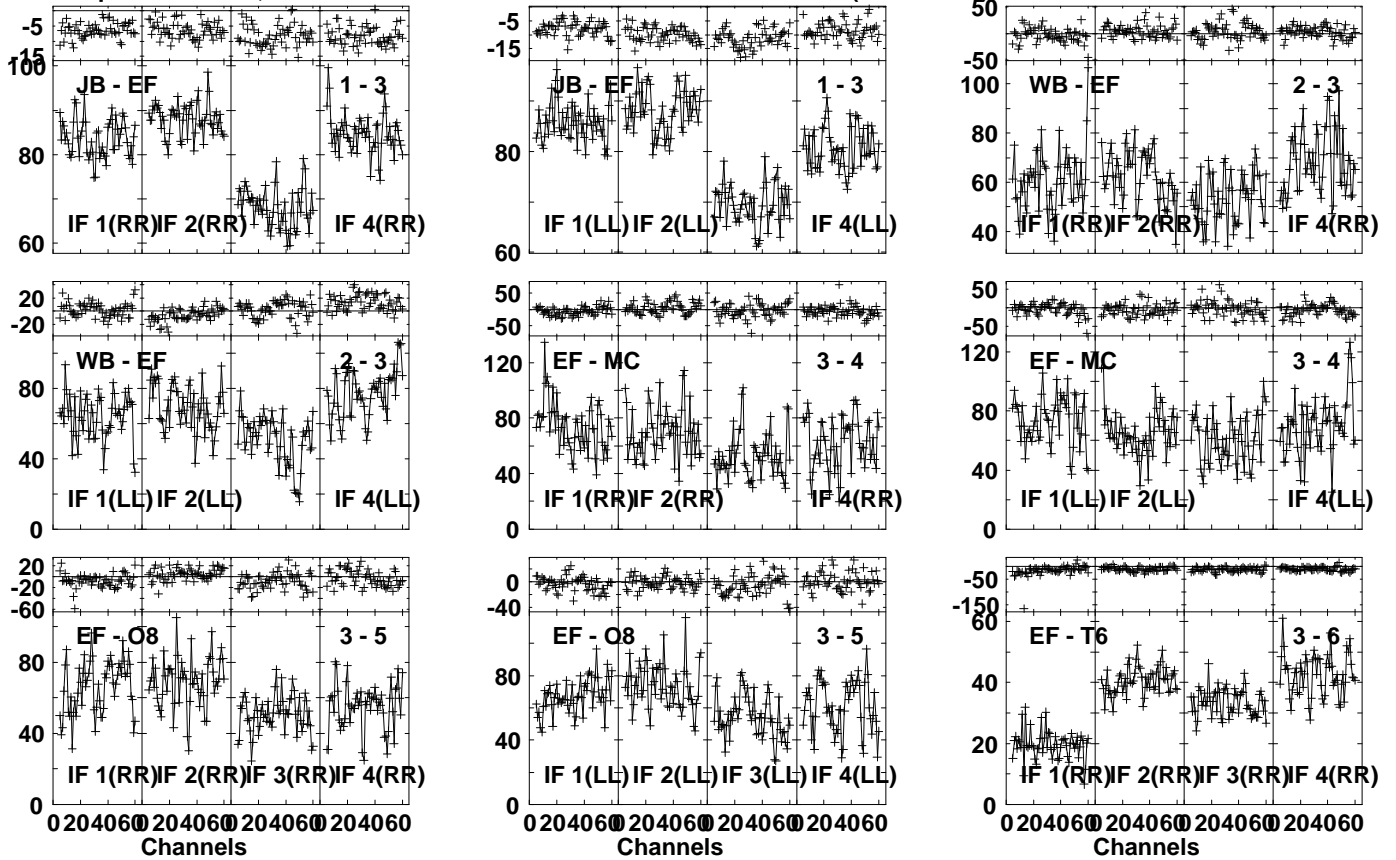 -5 -5 50
-15 -15 -50
100 JB - EF 1 - 3 JB - EF 1 - 3 100 WB - EF 2 - 3
80 80 80
60
IF 1(RR) IF 2(RR) IF 4(RR) IF 1(LL) IF 2(LL) IF 4(LL) 40 IF 1(RR) IF 2(RR) IF 4(RR)
60 60
20 50 50
-20 -50 -50
WB - EF 2 - 3 EF - MC 3 - 4 EF - MC 3 - 4
120 120
80 80 80
40 40 40
IF 1(LL) IF 2(LL) IF 4(LL) IF 1(RR) IF 2(RR) IF 4(RR) IF 1(LL) IF 2(LL) IF 4(LL)
0 0 0
20
-20 0 -50
-60 -40 -150
EF - O8 3 - 5 EF - O8 3 - 5 60 EF - T6 3 - 6
80 80
40 40 40
20
IF 1(RR) IF 2(RR) IF 3(RR) IF 4(RR) IF 1(LL) IF 2(LL) IF 3(LL) IF 4(LL) IF 1(RR) IF 2(RR) IF 3(RR) IF 4(RR)
0 0 0
0 20 40 60 0 20 40 60 0 20 40 60 0 20 40 60 0 20 40 60 0 20 40 60 0 20 40 60 0 20 40 60 0 20 40 60 0 20 40 60 0 20 40 60 0 20 40 60
Channels Channels Channels